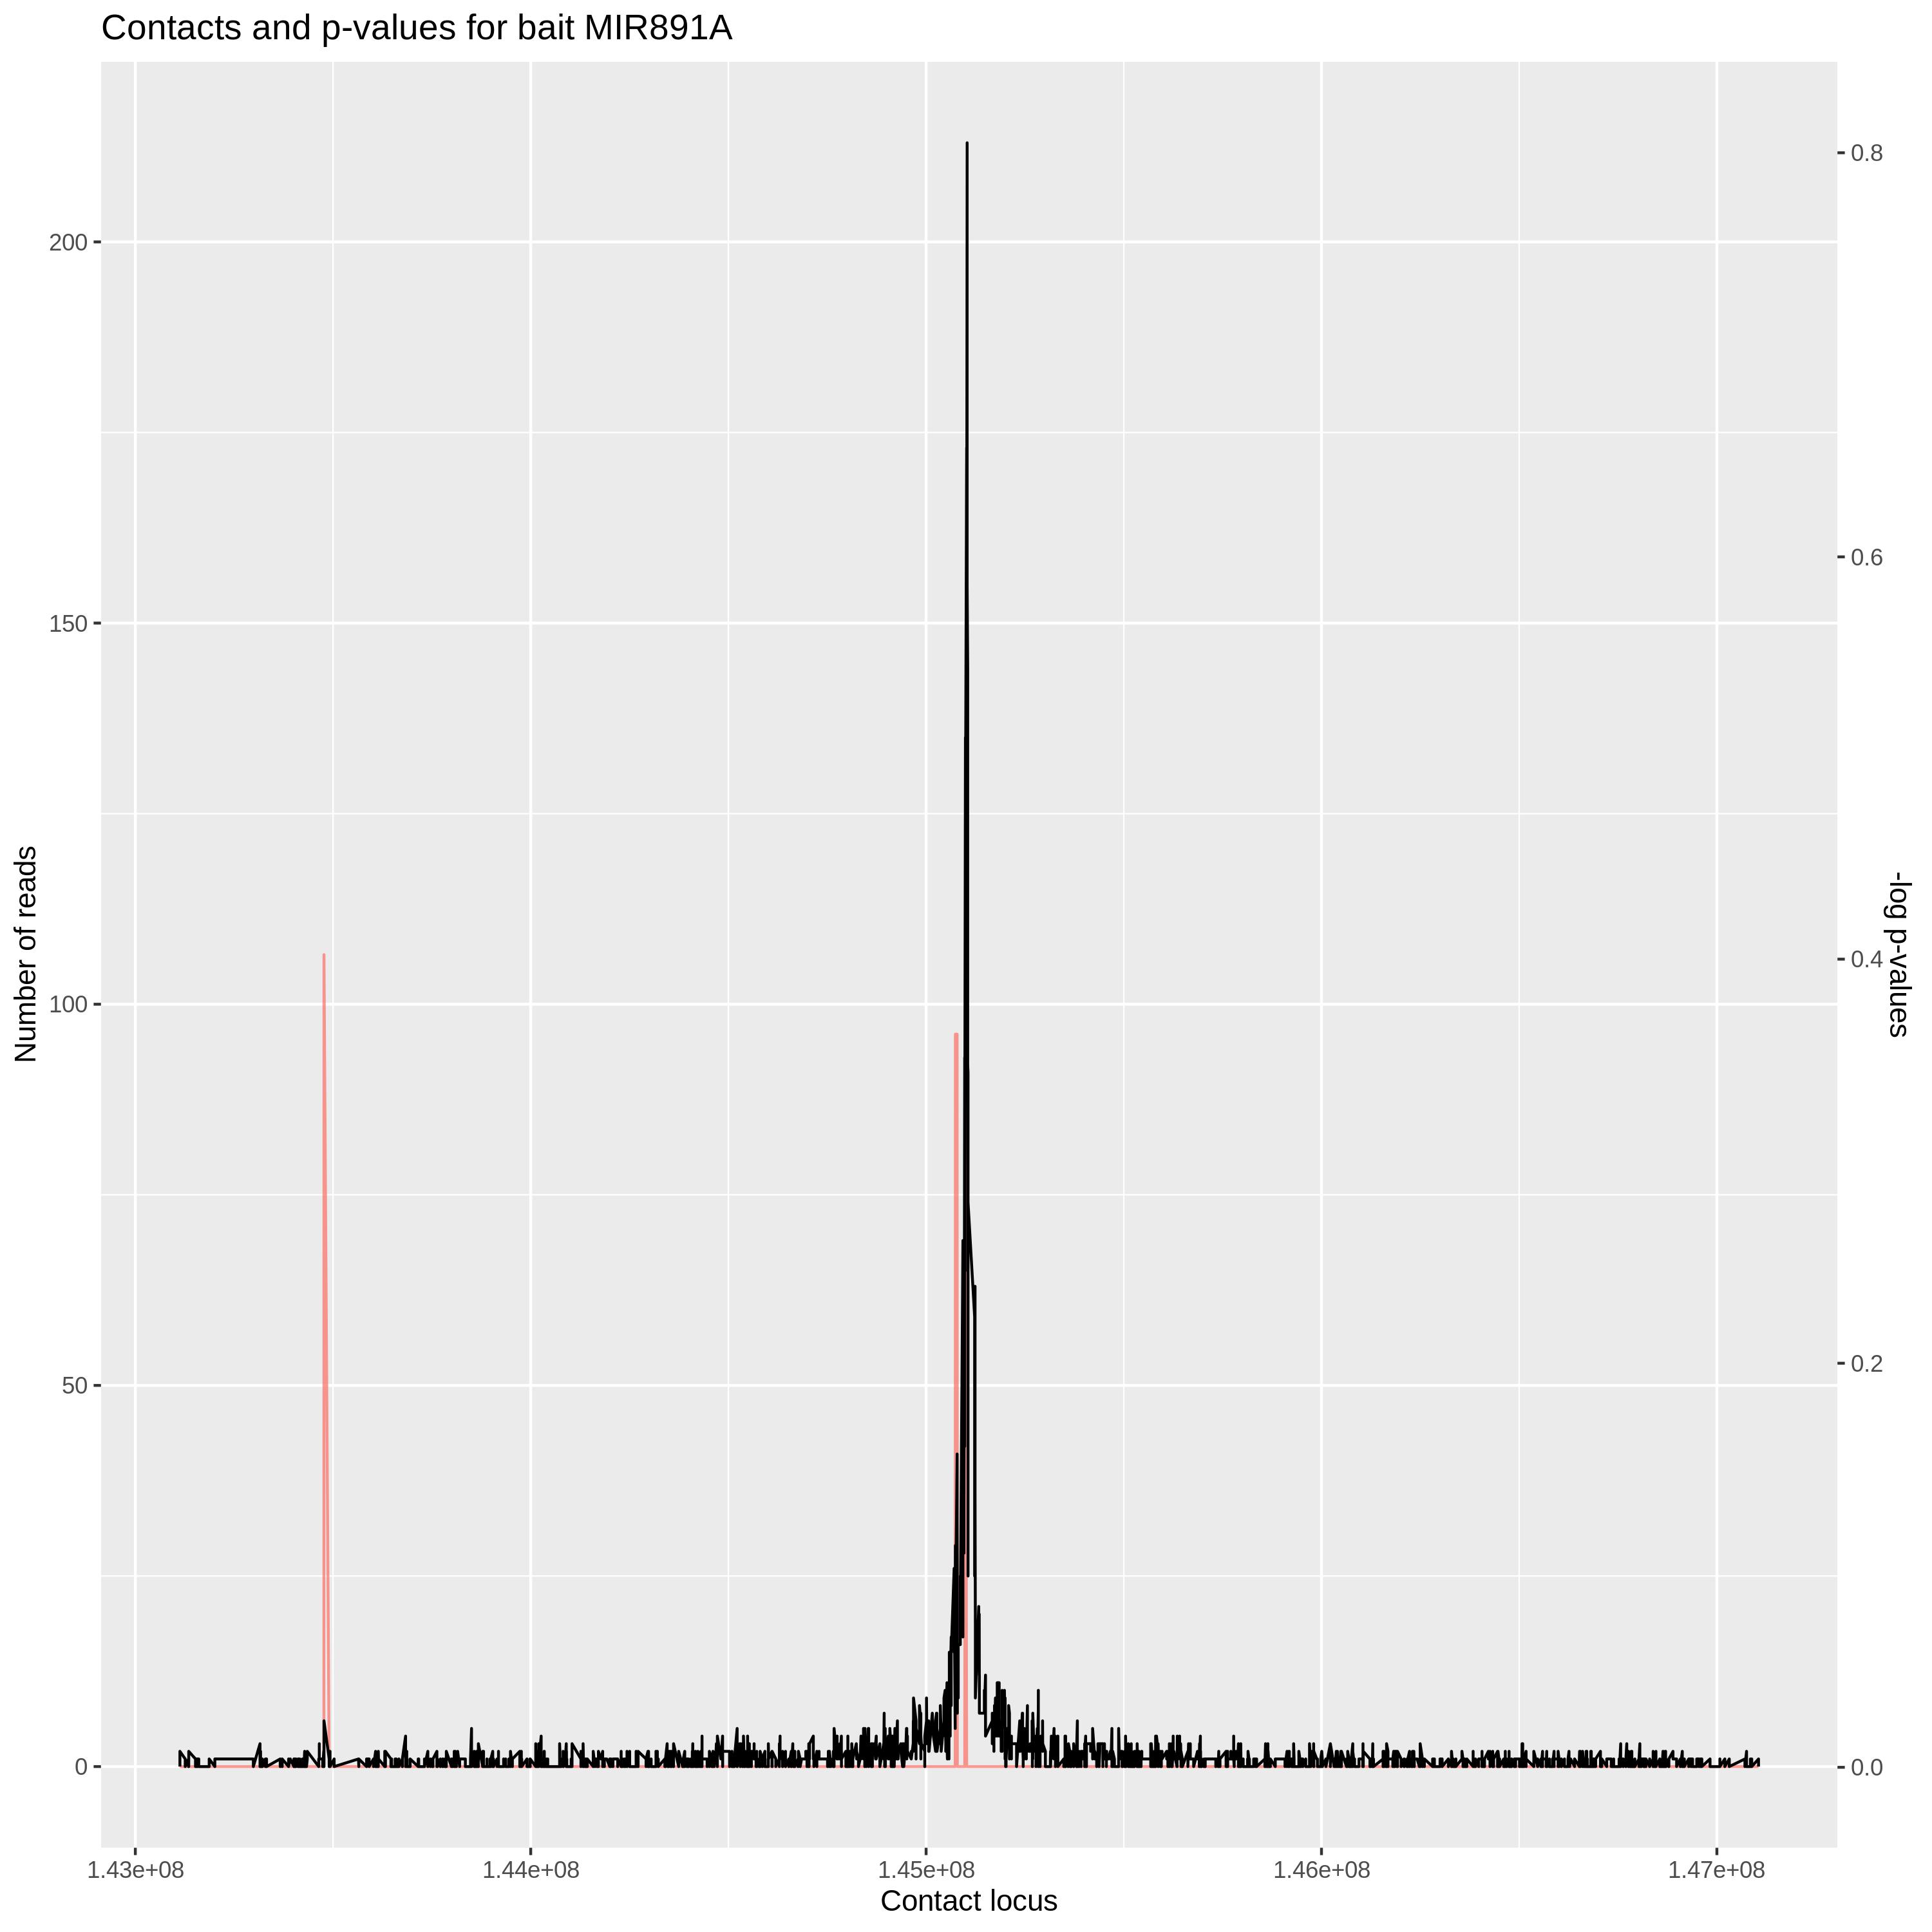 Contacts and p-values for bait MIR891A
200
150
100
50
0
Number of reads
0.8
0.6
0.4
0.2
0.0
-log p-values
1.43e+08
1.44e+08
1.45e+08
1.46e+08
1.47e+08
Contact locus